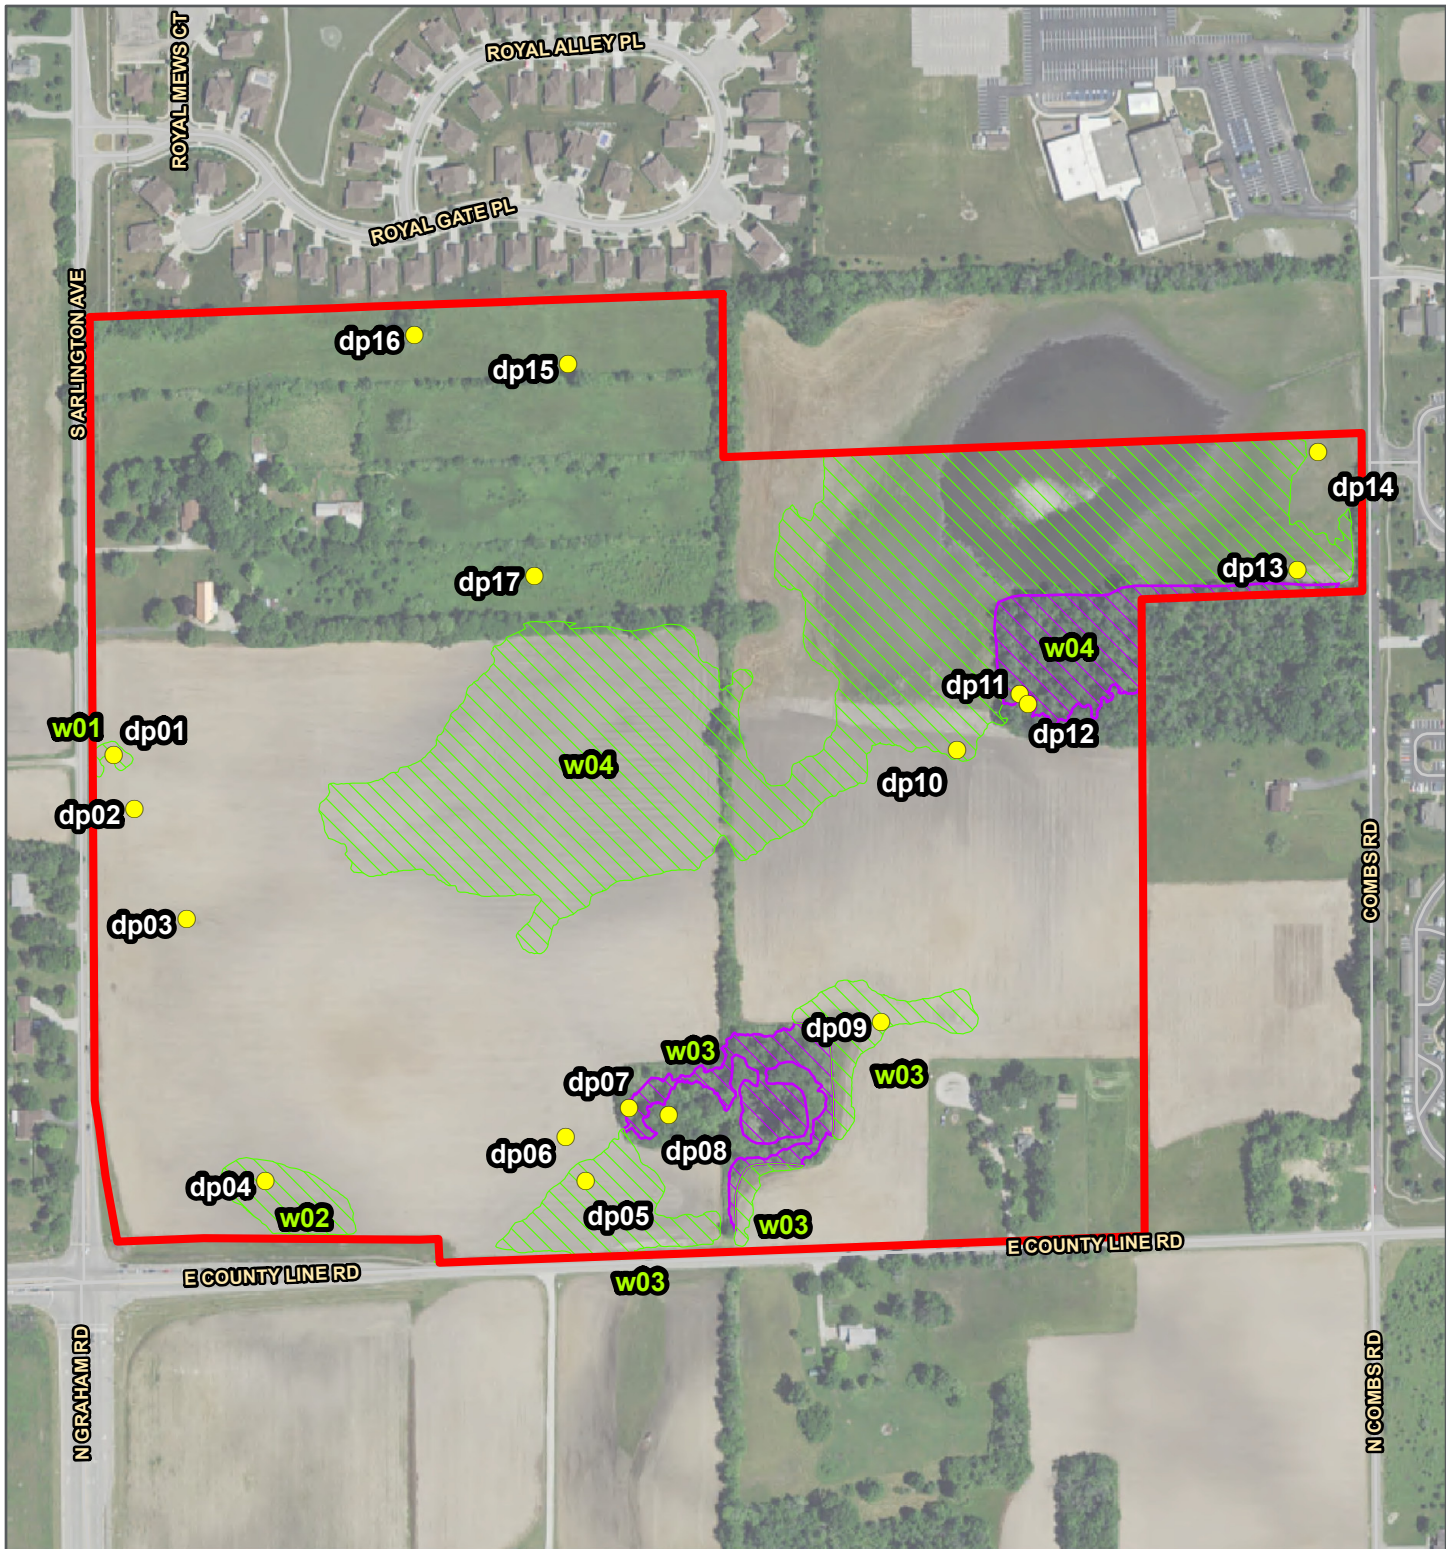 ROYAL MEWS CT
ROYAL ALLEY PL
ROYAL GATE PL
S ARLINGTON AVE
dp16
dp15
dp14
dp13
dp17
w04
dp11
dp12
w01
dp01
w04
dp10
dp02
COMBS RD
dp03
dp09
w03
w03
dp07
dp06
dp08
dp04
w02
dp05
w03
E COUNTY LINE RD
E COUNTY LINE RD
w03
N GRAHAM RD
N COMBS RD